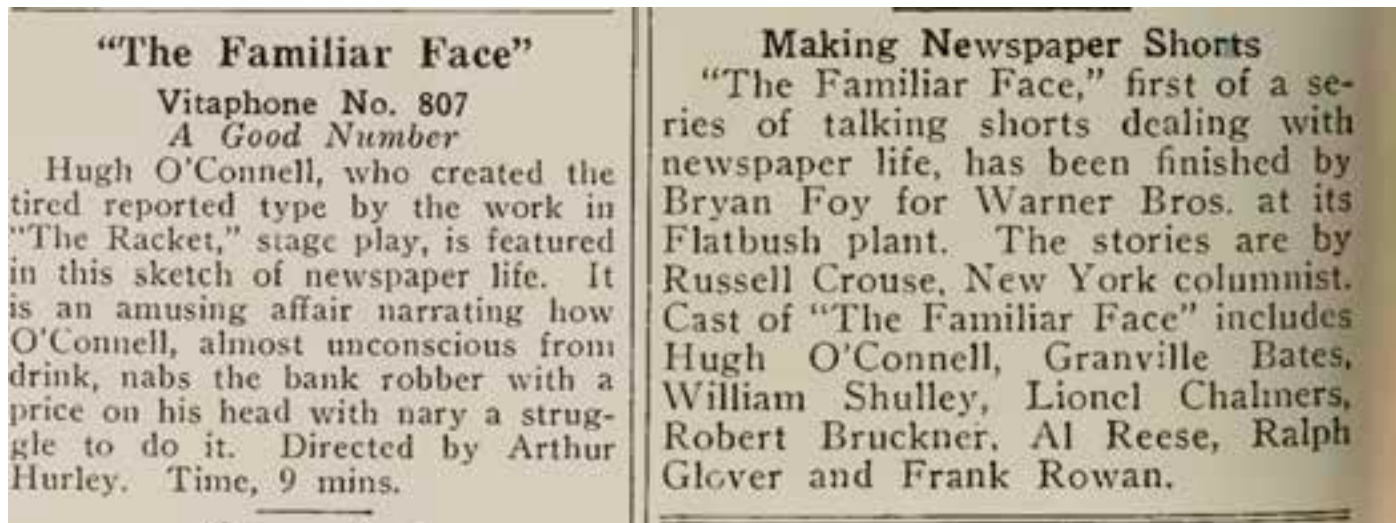 "The Familiar Face"
Vitaphone No. 807
A Good Number
Hugh O'Connell, who created the
tired reported type by the work in
"The Racket," stage play, is featured
in this sketch of newspaper life. It
is an amusing affair narrating how
O'Connell, almost unconscious from
drink, nabs the bank robber with a
price on his head with nary a strug-
gle to do it. Directed by Arthur
Hurley. Time, 9 mins.
Making Newspaper Shorts
"The Familiar Face," first of a se-
ries of talking shorts dealing with
newspaper life, has been finished by
Bryan Foy for Warner Bros. at its
Flatbush plant. The stories are by
Russell Crouse, New York columnist.
Cast of "The Familiar Face" includes
Hugh O'Connell, Granville Bates,
William Shulley, Lionel Chalmers,
Robert Bruckner, Al Reese, Ralph
Glover and Frank Rowan.